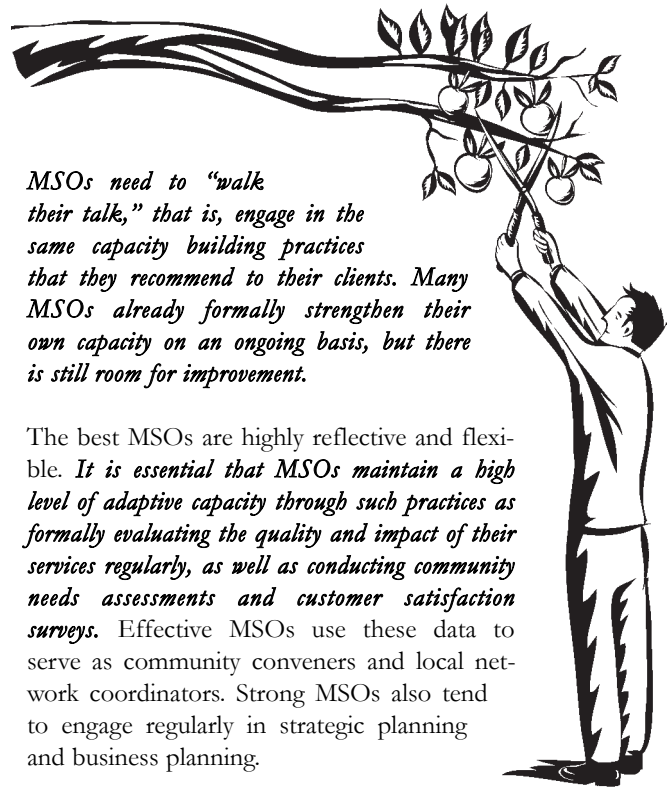 MSOs need to “walk
their talk,” that is, engage in the
same capacity building practices
that they recommend to their clients. Many
MSOs already formally strengthen their
own capacity on an ongoing basis, but there
is still room for improvement.
The best MSOs are highly reflective and flexi-
ble. It is essential that MSOs maintain a high
level of adaptive capacity through such practices as
formally evaluating the quality and impact of their
services regularly, as well as conducting community
needs assessments and customer satisfaction
surveys. Effective MSOs use these data to
serve as community conveners and local net-
work coordinators. Strong MSOs also tend
to engage regularly in strategic planning
and business planning.